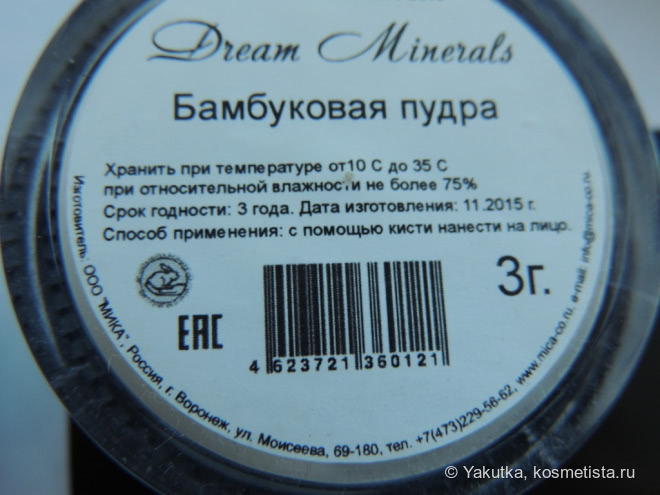 Dream Minerals
Бамбуковая пудра
Хранить при температуре от10 С до 35 С
при относительной влажности не более 75%
Срок годности: 3 года. Дата изготовления: 11.2015 г.
Способ применения: с помощью кисти нанести на лицо.
3г.
EAC
4 623721 360121
Изготовитель: ООО "МИКА" Россия, г. Воронеж, ул. Моисеева, 69-180, тел. +7(473)229-56-62, www.mica-co.ru, e-mail: info@mica-co.ru
© Yakutka, kosmetista.ru